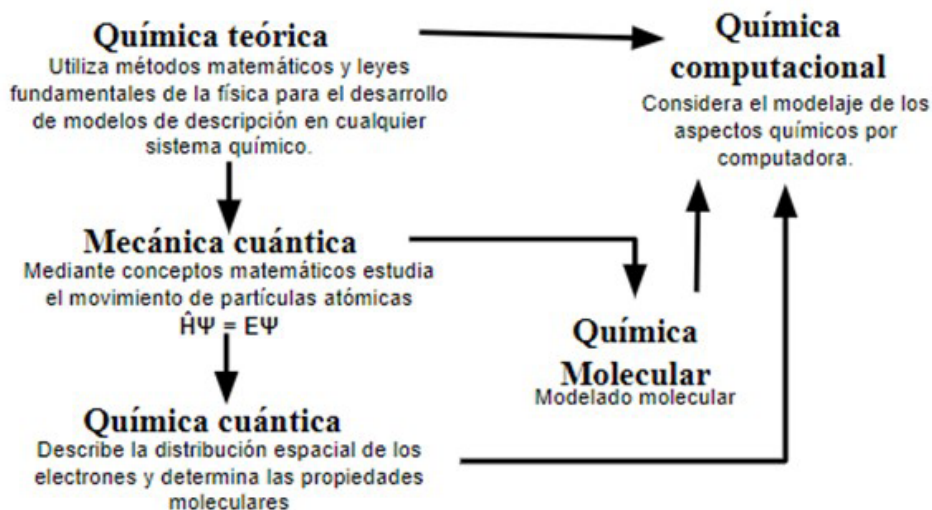 Química teórica
Utiliza métodos matemáticos y leyes
fundamentales de la física para el desarrollo
de modelos de descripción en cualquier
sistema químico.
Química
computacional
Considera el modelaje de los
aspectos químicos por
computadora.
Mecánica cuántica
Mediante conceptos matemáticos estudia
el movimiento de partículas atómicas
ĤΨ = EΨ
Química
Molecular
Modelado molecular
Química cuántica
Describe la distribución espacial de los
electrones y determina las propiedades
moleculares